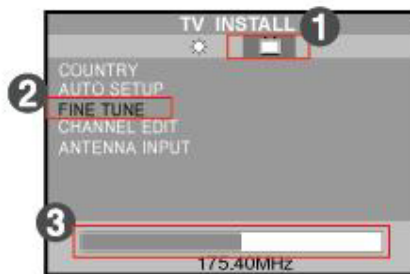 TV INSTALL
1
COUNTRY
AUTO SETUP
2
FINE TUNE
CHANNEL EDIT
ANTENNA INPUT
3
175.40MHz